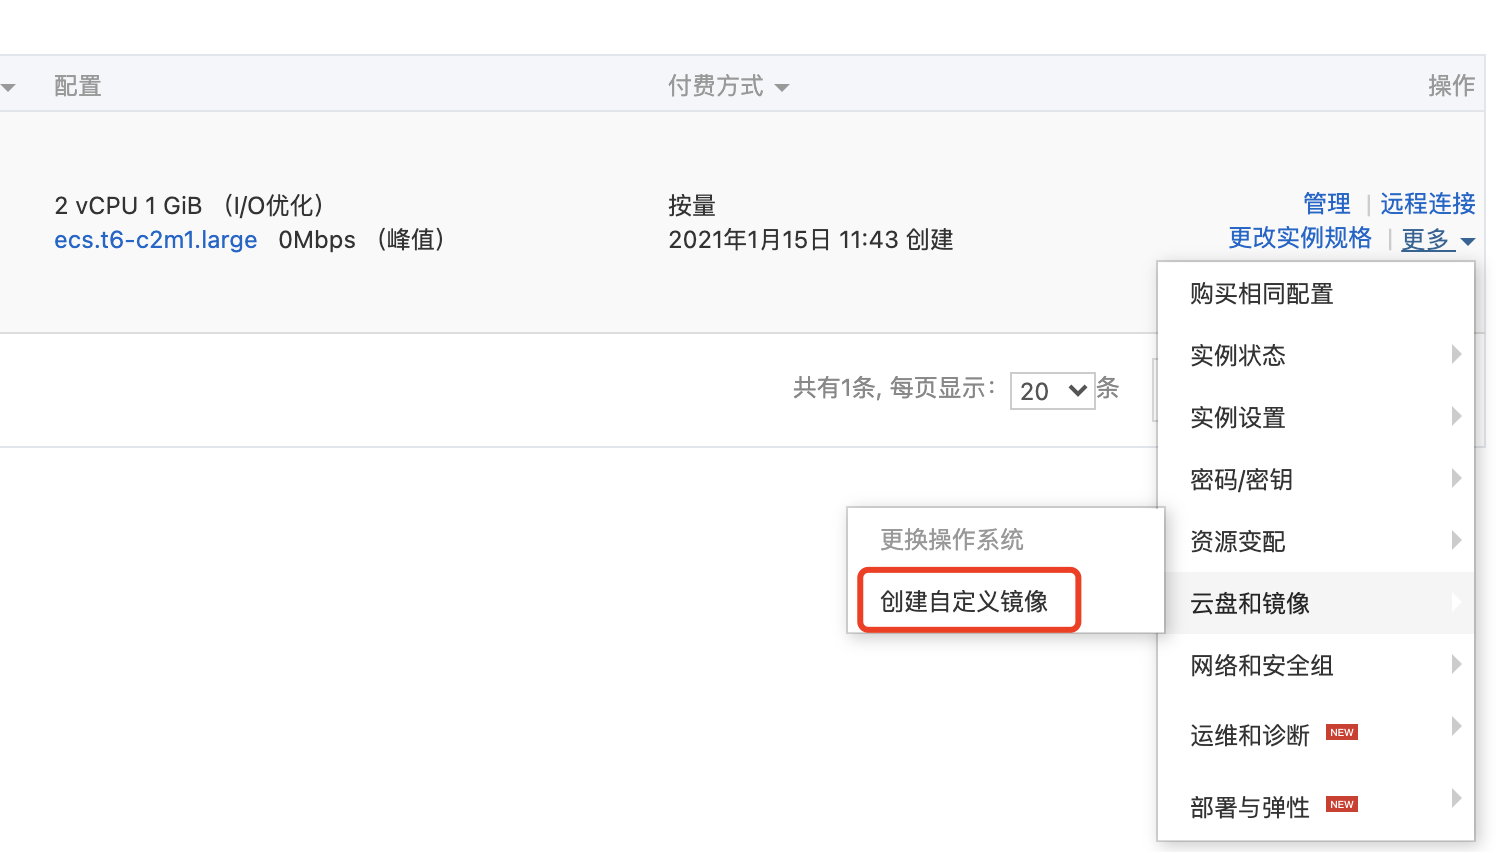 配置
付费方式
操作
2 vCPU 1 GiB （I/O优化）
ecs.t6-c2m1.large 0Mbps （峰值）
按量
2021年1月15日 11:43 创建
管理 | 远程连接
更改实例规格 | 更多
共有1条, 每页显示: 20 条
购买相同配置
实例状态
实例设置
密码/密钥
资源变配
云盘和镜像
更换操作系统
创建自定义镜像
网络和安全组
运维和诊断 NEW
部署与弹性 NEW